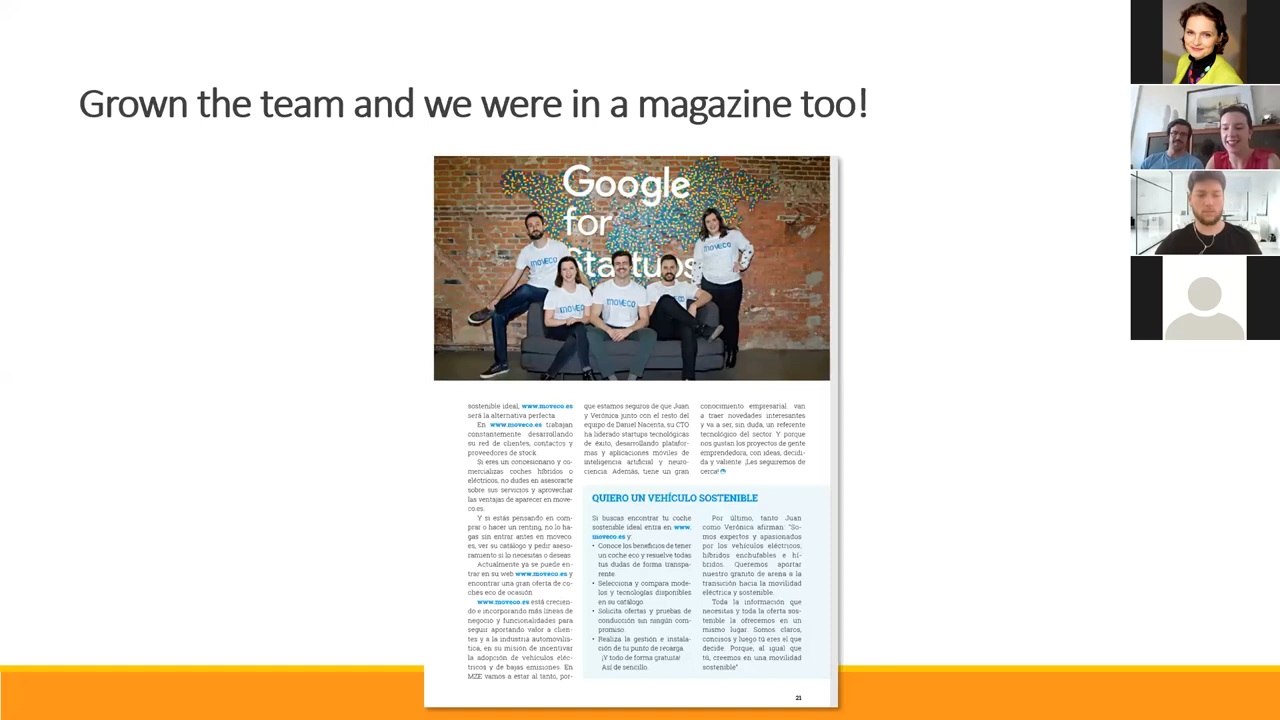 Grown the team and we were in a magazine too!
Google
for
Startups
moveco
moveco
moveco
moveco
moveco
sostenible ideal, www.moveco.es
será la alternativa perfecta.
En www.moveco.es trabajan
constantemente desarrollando
su red de clientes, contactos y
proveedores de stock.
Si eres un concesionario y co-
mercializas coches híbridos o
eléctricos, no dudes en asesorarte
sobre sus servicios y aprovechar
las ventajas de aparecer en move-
co.es.
Y si estás pensando en com-
prar o hacer un renting, no lo ha-
gas sin entrar antes en moveco.
es, ver su catálogo y pedir aseso-
ramiento si lo necesitas o deseas.
Actualmente ya se puede en-
trar en su web www.moveco.es y
encontrar una gran oferta de co-
ches eco de ocasión.
www.moveco.es está crecien-
do e incorporando más líneas de
negocio y funcionalidades para
seguir aportando valor a clien-
tes y a la industria automovilís-
tica, en su misión de incentivar
la adopción de vehículos eléc-
tricos y de bajas emisiones. En
MZE vamos a estar al tanto, por-
que estamos seguros de que Juan
y Verónica junto con el resto del
equipo de Daniel Nacenta, su CTO
ha liderado startups tecnológicas
de éxito, desarrollando platafor-
mas y aplicaciones móviles de
inteligencia artificial y neuro-
ciencia. Además, tiene un gran
conocimiento empresarial van
a traer novedades interesantes
y va a ser, sin duda, un referente
tecnológico del sector. Y porque
nos gustan los proyectos de gente
emprendedora, con ideas, decidi-
da y valiente ¡Les seguiremos de
cerca!
QUIERO UN VEHÍCULO SOSTENIBLE
Si buscas encontrar tu coche
sostenible ideal entra en www.
moveco.es y:
• Conoce los beneficios de tener
un coche eco y resuelve todas
tus dudas de forma transpa-
rente.
• Selecciona y compara mode-
los y tecnologías disponibles
en su catálogo.
• Solicita ofertas y pruebas de
conducción sin ningún com-
promiso.
• Realiza la gestión e instala-
ción de tu punto de recarga.
¡Y todo de forma gratuita!
Así de sencillo.
Por último, tanto Juan
como Verónica afirman: "So-
mos expertos y apasionados
por los vehículos eléctricos,
híbridos enchufables e hí-
bridos. Queremos aportar
nuestro granito de arena a la
transición hacia la movilidad
eléctrica y sostenible.
Toda la información que
necesitas y toda la oferta sos-
tenible la ofrecemos en un
mismo lugar. Somos claros,
concisos y luego tú eres el que
decide. Porque, al igual que
tú, creemos en una movilidad
sostenible"
21